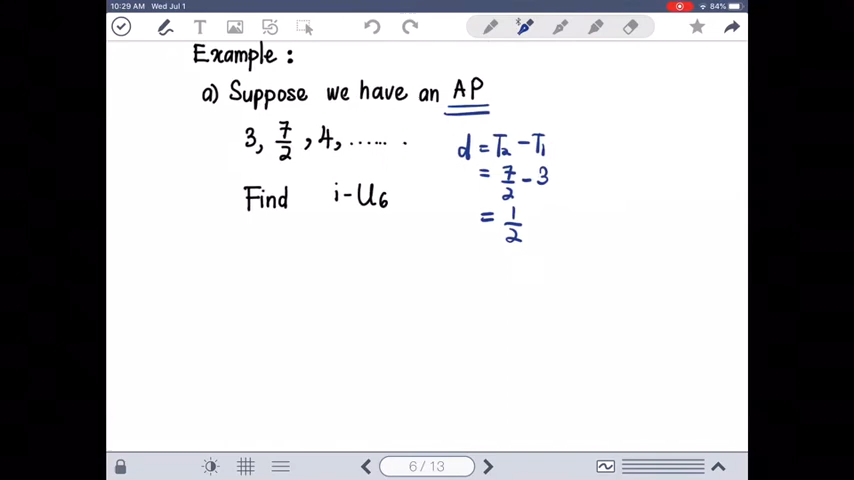 10:29 AM Wed Jul 1 84%
T
Example :
a) Suppose we have an AP
3, 7/2 , 4, ...... .
d = T2 - T1
= 7/2 - 3
Find i - U6
= 1/2
6 / 13